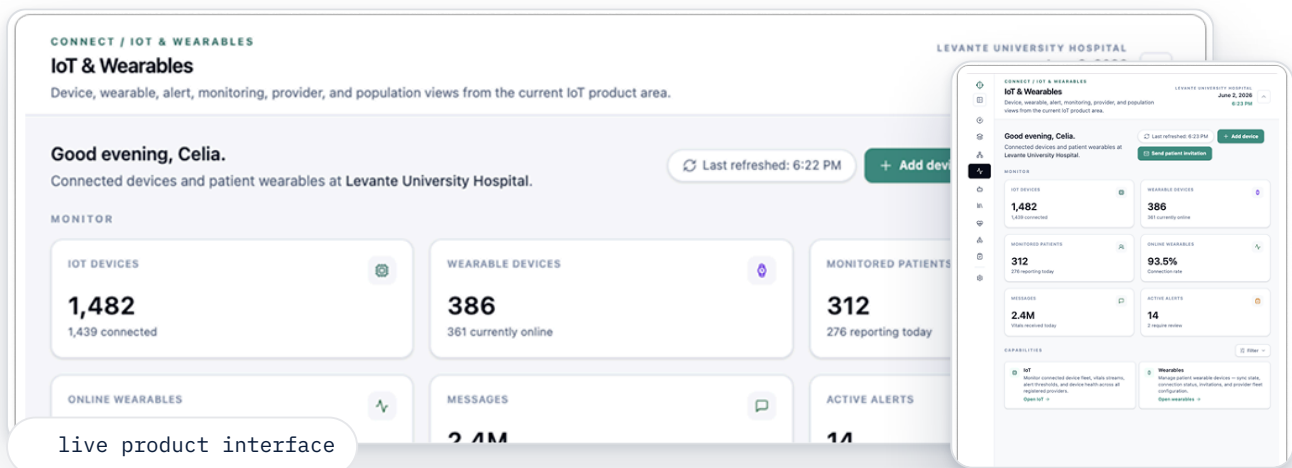 CONNECT / IOT & WEARABLES
IoT & Wearables
Device, wearable, alert, monitoring, provider, and population views from the current IoT product area.
LEVANTE UNIVERSITY HOSPITAL
Good evening, Celia.
Connected devices and patient wearables at Levante University Hospital.
Last refreshed: 6:22 PM
+ Add devi
MONITOR
IOT DEVICES
1,482
1,439 connected
WEARABLE DEVICES
386
361 currently online
MONITORED PATIENTS
312
276 reporting today
ONLINE WEARABLES
MESSAGES
2.4M
ACTIVE ALERTS
14
live product interface
CONNECT / IOT & WEARABLES
IoT & Wearables
Device, wearable, alert, monitoring, provider, and population
views from the current IoT product area.
LEVANTE UNIVERSITY HOSPITAL
June 2, 2026
6:23 PM
Good evening, Celia.
Connected devices and patient wearables at
Levante University Hospital.
Last refreshed: 6:23 PM
+ Add device
Send patient invitation
MONITOR
IOT DEVICES
1,482
1,439 connected
WEARABLE DEVICES
386
361 currently online
MONITORED PATIENTS
312
276 reporting today
ONLINE WEARABLES
93.5%
Connection rate
MESSAGES
2.4M
Vitals received today
ACTIVE ALERTS
14
2 require review
CAPABILITIES
Filter
IoT
Monitor connected device fleet, vitals streams,
alert thresholds, and device health across all
registered providers.
Open IoT →
Wearables
Manage patient wearable devices — sync state,
connection status, invitations, and provider fleet
configuration.
Open wearables →